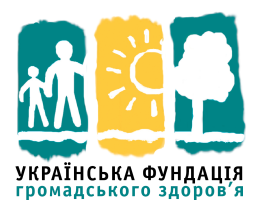 УКРАЇНСЬКА ФУНДАЦІЯ
громадського здоров'я